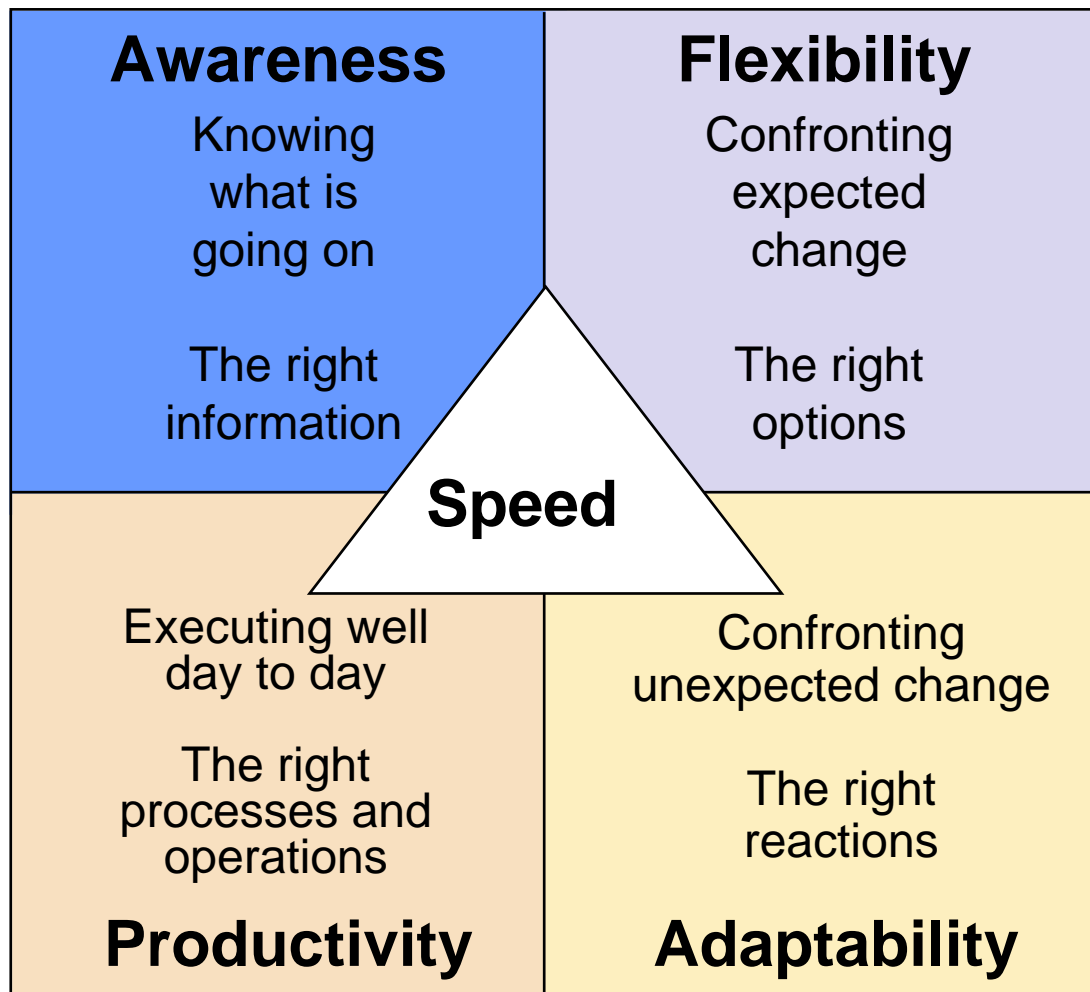 Awareness
Knowing
what is
going on
The right
information
Flexibility
Confronting
expected
change
The right
options
Speed
Executing well
day to day
The right
processes and
operations
Productivity
Confronting
unexpected change
The right
reactions
Adaptability